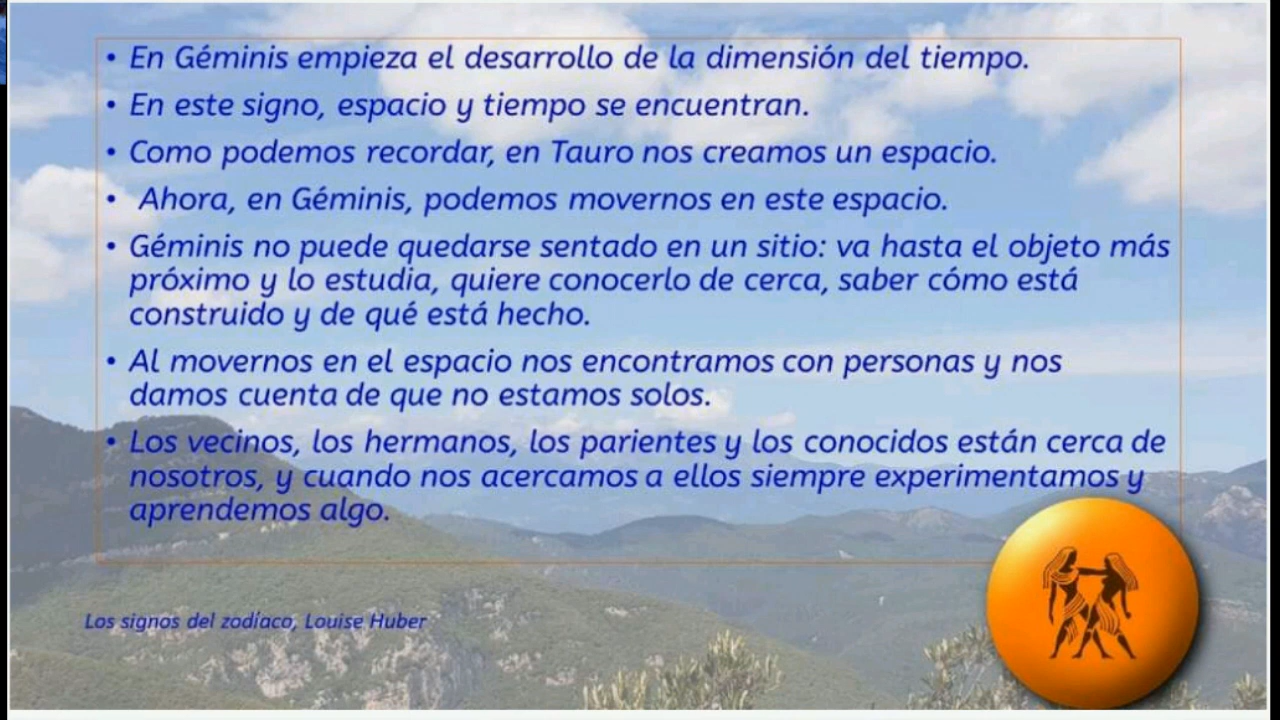 • En Géminis empieza el desarrollo de la dimensión del tiempo.
• En este signo, espacio y tiempo se encuentran.
• Como podemos recordar, en Tauro nos creamos un espacio.
• Ahora, en Géminis, podemos movernos en este espacio.
• Géminis no puede quedarse sentado en un sitio: va hasta el objeto más
próximo y lo estudia, quiere conocerlo de cerca, saber cómo está
construido y de qué está hecho.
• Al movernos en el espacio nos encontramos con personas y nos
damos cuenta de que no estamos solos.
• Los vecinos, los hermanos, los parientes y los conocidos están cerca de
nosotros, y cuando nos acercamos a ellos siempre experimentamos y
aprendemos algo.
Los signos del zodíaco, Louise Huber